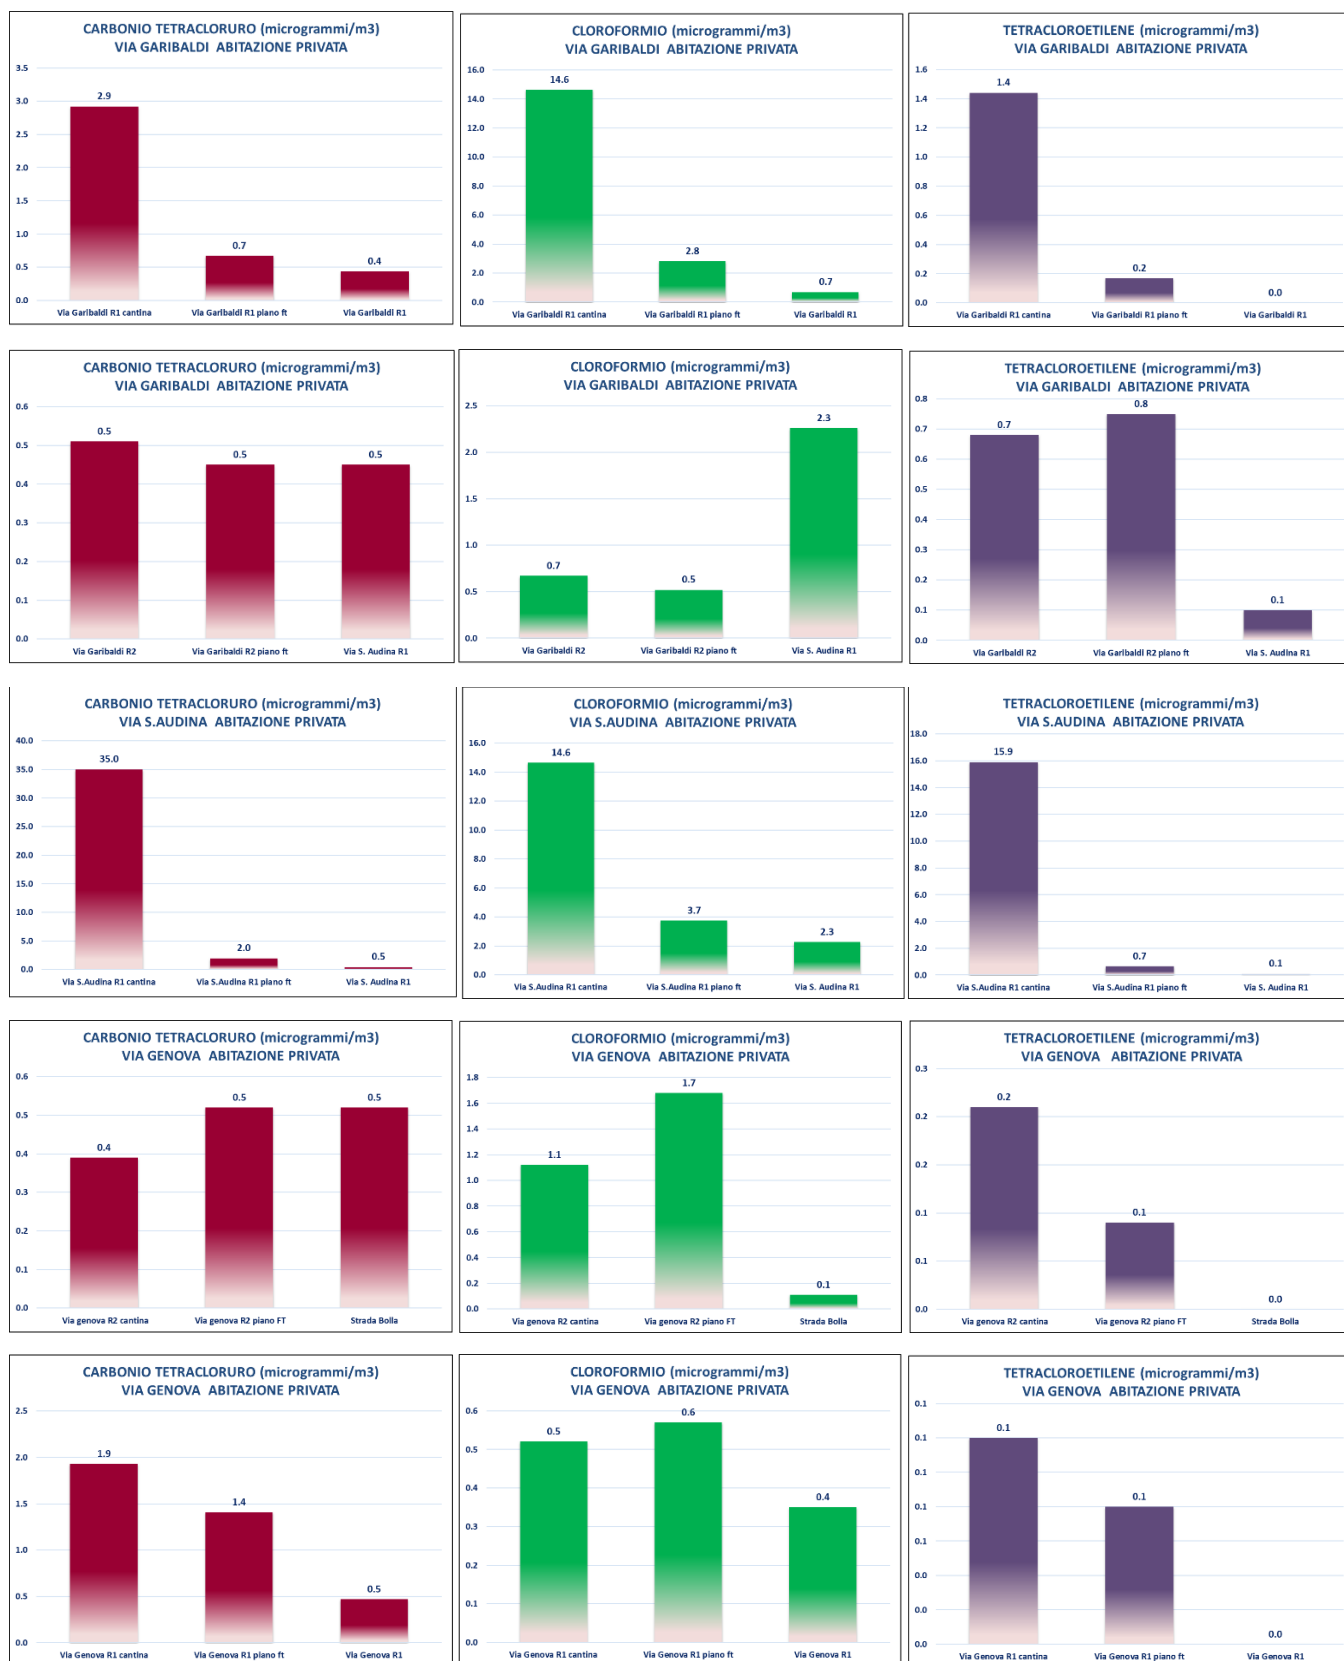 CARBONIO TETRACLORURO (microgrammi/m3)
VIA GARIBALDI ABITAZIONE PRIVATA
3.5
3.0
2.5
2.0
1.5
1.0
0.5
0.0
2.9
0.7
0.4
Via Garibaldi R1 cantina
Via Garibaldi R1 piano ft
Via Garibaldi R1
CLOROFORMIO (microgrammi/m3)
VIA GARIBALDI ABITAZIONE PRIVATA
16.0
14.0
12.0
10.0
8.0
6.0
4.0
2.0
0.0
14.6
2.8
0.7
Via Garibaldi R1 cantina
Via Garibaldi R1 piano ft
Via Garibaldi R1
TETRACLOROETILENE (microgrammi/m3)
VIA GARIBALDI ABITAZIONE PRIVATA
1.6
1.4
1.2
1.0
0.8
0.6
0.4
0.2
0.0
1.4
0.2
0.0
Via Garibaldi R1 cantina
Via Garibaldi R1 piano ft
Via Garibaldi R1
CARBONIO TETRACLORURO (microgrammi/m3)
VIA GARIBALDI ABITAZIONE PRIVATA
0.6
0.5
0.4
0.3
0.2
0.1
0.0
0.5
0.5
0.5
Via Garibaldi R2
Via Garibaldi R2 piano ft
Via S. Audina R1
CLOROFORMIO (microgrammi/m3)
VIA GARIBALDI ABITAZIONE PRIVATA
2.5
2.0
1.5
1.0
0.5
0.0
0.7
0.5
2.3
Via Garibaldi R2
Via Garibaldi R2 piano ft
Via S. Audina R1
TETRACLOROETILENE (microgrammi/m3)
VIA GARIBALDI ABITAZIONE PRIVATA
0.8
0.7
0.6
0.5
0.4
0.3
0.2
0.1
0.0
0.7
0.8
0.1
Via Garibaldi R2
Via Garibaldi R2 piano ft
Via S. Audina R1
CARBONIO TETRACLORURO (microgrammi/m3)
VIA S.AUDINA ABITAZIONE PRIVATA
40.0
35.0
30.0
25.0
20.0
15.0
10.0
5.0
0.0
35.0
2.0
0.5
Via S.Audina R1 cantina
Via S.Audina R1 piano ft
Via S. Audina R1
CLOROFORMIO (microgrammi/m3)
VIA S.AUDINA ABITAZIONE PRIVATA
16.0
14.0
12.0
10.0
8.0
6.0
4.0
2.0
0.0
14.6
3.7
2.3
Via S.Audina R1 cantina
Via S.Audina R1 piano ft
Via S. Audina R1
TETRACLOROETILENE (microgrammi/m3)
VIA S.AUDINA ABITAZIONE PRIVATA
18.0
16.0
14.0
12.0
10.0
8.0
6.0
4.0
2.0
0.0
15.9
0.7
0.1
Via S.Audina R1 cantina
Via S.Audina R1 piano ft
Via S. Audina R1
CARBONIO TETRACLORURO (microgrammi/m3)
VIA GENOVA ABITAZIONE PRIVATA
0.6
0.5
0.4
0.3
0.2
0.1
0.0
0.4
0.5
0.5
Via genova R2 cantina
Via genova R2 piano FT
Strada Bolla
CLOROFORMIO (microgrammi/m3)
VIA GENOVA ABITAZIONE PRIVATA
1.8
1.6
1.4
1.2
1.0
0.8
0.6
0.4
0.2
0.0
1.1
1.7
0.1
Via genova R2 cantina
Via genova R2 piano FT
Strada Bolla
TETRACLOROETILENE (microgrammi/m3)
VIA GENOVA ABITAZIONE PRIVATA
0.3
0.2
0.2
0.1
0.1
0.0
0.2
0.1
0.0
Via genova R2 cantina
Via genova R2 piano FT
Strada Bolla
CARBONIO TETRACLORURO (microgrammi/m3)
VIA GENOVA ABITAZIONE PRIVATA
2.5
2.0
1.5
1.0
0.5
0.0
1.9
1.4
0.5
Via Genova R1 cantina
Via Genova R1 piano ft
Via Genova R1
CLOROFORMIO (microgrammi/m3)
VIA GENOVA ABITAZIONE PRIVATA
0.6
0.5
0.4
0.3
0.2
0.1
0.0
0.5
0.6
0.4
Via Genova R1 cantina
Via Genova R1 piano ft
Via Genova R1
TETRACLOROETILENE (microgrammi/m3)
VIA GENOVA ABITAZIONE PRIVATA
0.1
0.1
0.1
0.1
0.1
0.0
0.0
0.0
0.1
0.1
0.0
Via Genova R1 cantina
Via Genova R1 piano ft
Via Genova R1